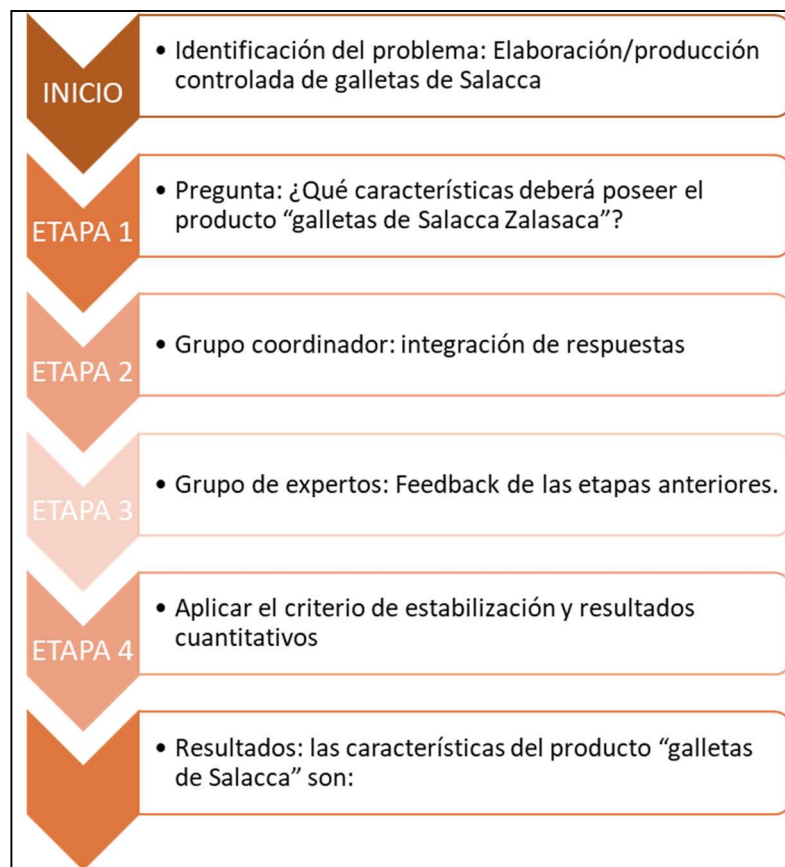 INICIO
• Identificación del problema: Elaboración/producción
controlada de galletas de Salacca
ETAPA 1
• Pregunta: ¿Qué características deberá poseer el
producto “galletas de Salacca Zalasaca”?
ETAPA 2
• Grupo coordinador: integración de respuestas
ETAPA 3
• Grupo de expertos: Feedback de las etapas anteriores.
ETAPA 4
• Aplicar el criterio de estabilización y resultados
cuantitativos
• Resultados: las características del producto “galletas
de Salacca” son: